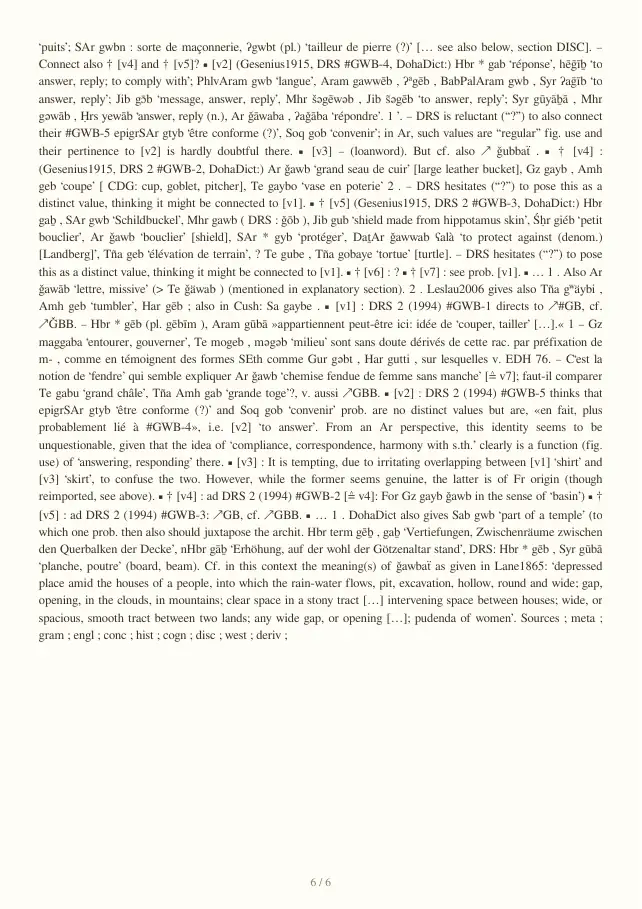 ‘puits’; SAr gwbn : sorte de maçonnerie, ʔgwbt (pl.) ‘tailleur de pierre (?)’ [… see also below, section DISC]. –
Connect also † [v4] and † [v5]? ▪ [v2] (Gesenius1915, DRS #GWB-4, DohaDict:) Hbr * gab ‘réponse’, hēḡīḇ ‘to
answer, reply; to comply with’; PhlvAram gwb ‘langue’, Aram gawwēb , ʔᵃgēb , BabPalAram gwb , Syr ʔaḡīb ‘to
answer, reply’; Jib gɔ̄b ‘message, answer, reply’, Mhr šəgēwəb , Jib s̃əgēb ‘to answer, reply’; Syr gūyāḇā , Mhr
gəwāb , Ḥrs yewāb ‘answer, reply (n.), Ar ǧāwaba , ʔaǧāba ‘répondre’. 1 ’. – DRS is reluctant (“?”) to also connect
their #GWB-5 epigrSAr gtyb ‘être conforme (?)’, Soq gob ‘convenir’; in Ar, such values are “regular” fig. use and
their pertinence to [v2] is hardly doubtful there. ▪ [v3] – (loanword). But cf. also ↗ ǧubbaẗ . ▪ † [v4] :
(Gesenius1915, DRS 2 #GWB-2, DohaDict:) Ar ǧawb ‘grand seau de cuir’ [large leather bucket], Gz gayb , Amh
geb ‘coupe’ [ CDG: cup, goblet, pitcher], Te gaybo ‘vase en poterie’ 2 . – DRS hesitates (“?”) to pose this as a
distinct value, thinking it might be connected to [v1]. ▪ † [v5] (Gesenius1915, DRS 2 #GWB-3, DohaDict:) Hbr
gaḇ , SAr gwb ‘Schildbuckel’, Mhr gawb ( DRS : ḡōb ), Jib gub ‘shield made from hippotamus skin’, Śḥr giéb ‘petit
bouclier’, Ar ǧawb ‘bouclier’ [shield], SAr * gyb ‘protéger’, DaṯAr ǧawwab ʕalà ‘to protect against (denom.)
[Landberg]’, Tña geb ‘élévation de terrain’, ? Te gube , Tña gobaye ‘tortue’ [turtle]. – DRS hesitates (“?”) to pose
this as a distinct value, thinking it might be connected to [v1]. ▪ † [v6] : ? ▪ † [v7] : see prob. [v1]. ▪ … 1 . Also Ar
ǧawāb ‘lettre, missive’ (> Te ǧäwab ) (mentioned in explanatory section). 2 . Leslau2006 gives also Tña gʷäybi ,
Amh geb ‘tumbler’, Har gēb ; also in Cush: Sa gaybe . ▪ [v1] : DRS 2 (1994) #GWB-1 directs to ↗#GB, cf.
↗ǦBB. – Hbr * gēb (pl. gēbīm ), Aram gūbā »appartiennent peut-être ici: idée de ‘couper, tailler’ […].« 1 – Gz
maggaba ‘entourer, gouverner’, Te mogeb , məgəb ‘milieu’ sont sans doute dérivés de cette rac. par préfixation de
m- , comme en témoignent des formes SEth comme Gur gəbt , Har gutti , sur lesquelles v. EDH 76. – C'est la
notion de ‘fendre’ qui semble expliquer Ar ǧawb ‘chemise fendue de femme sans manche’ [≙ v7]; faut-il comparer
Te gabu ‘grand châle’, Tña Amh gab ‘grande toge’?, v. aussi ↗GBB. ▪ [v2] : DRS 2 (1994) #GWB-5 thinks that
epigrSAr gtyb ‘être conforme (?)’ and Soq gob ‘convenir’ prob. are no distinct values but are, «en fait, plus
probablement lié à #GWB-4», i.e. [v2] ‘to answer’. From an Ar perspective, this identity seems to be
unquestionable, given that the idea of ‘compliance, correspondence, harmony with s.th.’ clearly is a function (fig.
use) of ‘answering, responding’ there. ▪ [v3] : It is tempting, due to irritating overlapping between [v1] ‘shirt’ and
[v3] ‘skirt’, to confuse the two. However, while the former seems genuine, the latter is of Fr origin (though
reimported, see above). ▪ † [v4] : ad DRS 2 (1994) #GWB-2 [≙ v4]: For Gz gayb ǧawb in the sense of ‘basin’) ▪ †
[v5] : ad DRS 2 (1994) #GWB-3: ↗GB, cf. ↗GBB. ▪ … 1 . DohaDict also gives Sab gwb ‘part of a temple’ (to
which one prob. then also should juxtapose the archit. Hbr term gēḇ , gaḇ ‘Vertiefungen, Zwischenräume zwischen
den Querbalken der Decke’, nHbr gāḇ ‘Erhöhung, auf der wohl der Götzenaltar stand’, DRS: Hbr * gēb , Syr gūbā
‘planche, poutre’ (board, beam). Cf. in this context the meaning(s) of ǧawbaẗ as given in Lane1865: ‘depressed
place amid the houses of a people, into which the rain-water flows, pit, excavation, hollow, round and wide; gap,
opening, in the clouds, in mountains; clear space in a stony tract […] intervening space between houses; wide, or
spacious, smooth tract between two lands; any wide gap, or opening […]; pudenda of women’. Sources ; meta ;
gram ; engl ; conc ; hist ; cogn ; disc ; west ; deriv ;
6 / 6